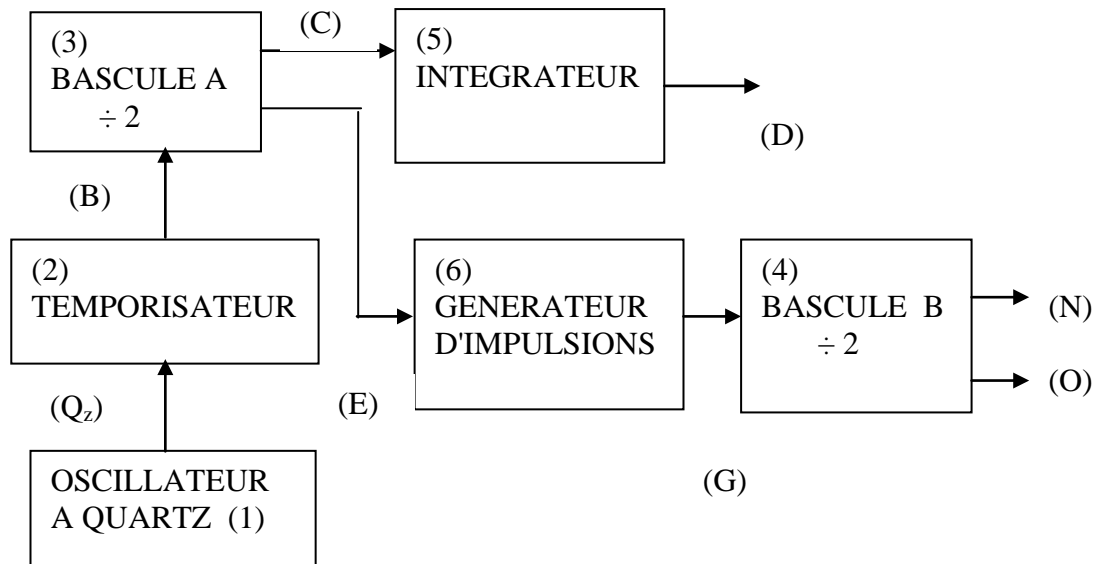 (C)
(3)
BASCULE A
÷ 2
(5)
INTEGRATEUR
(D)
(B)
(2)
TEMPORISATEUR
(6)
GENERATEUR
D'IMPULSIONS
(4)
BASCULE B
÷ 2
(N)
(O)
(Qz)
(E)
(G)
OSCILLATEUR
A QUARTZ (1)